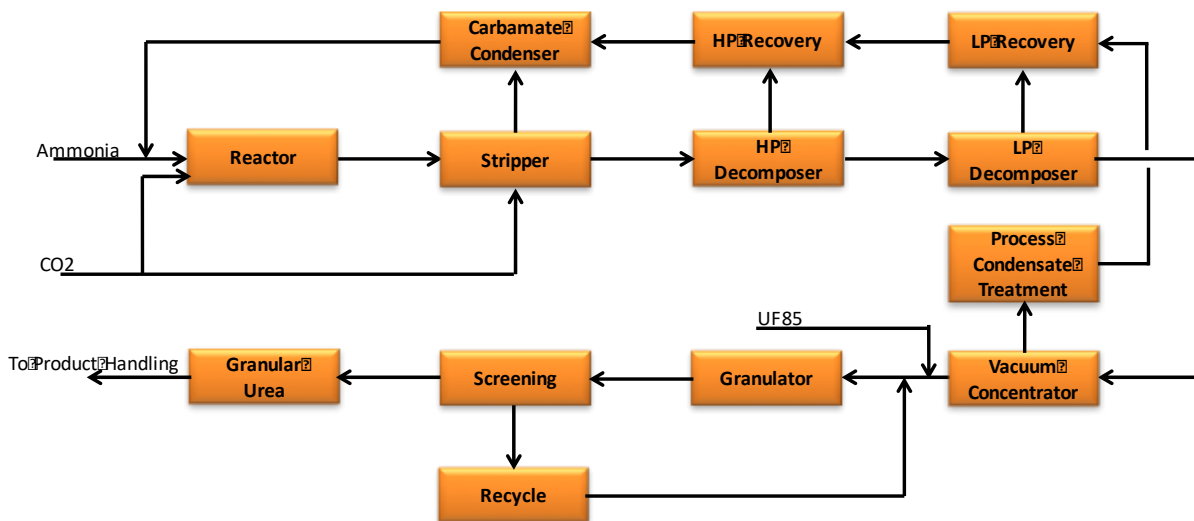 Carbamate
Condenser
HP Recovery
LP Recovery
Ammonia
Reactor
Stripper
HP
Decomposer
LP
Decomposer
CO2
Process
Condensate
Treatment
UF85
To Product Handling
Granular
Urea
Screening
Granulator
Vacuum
Concentrator
Recycle